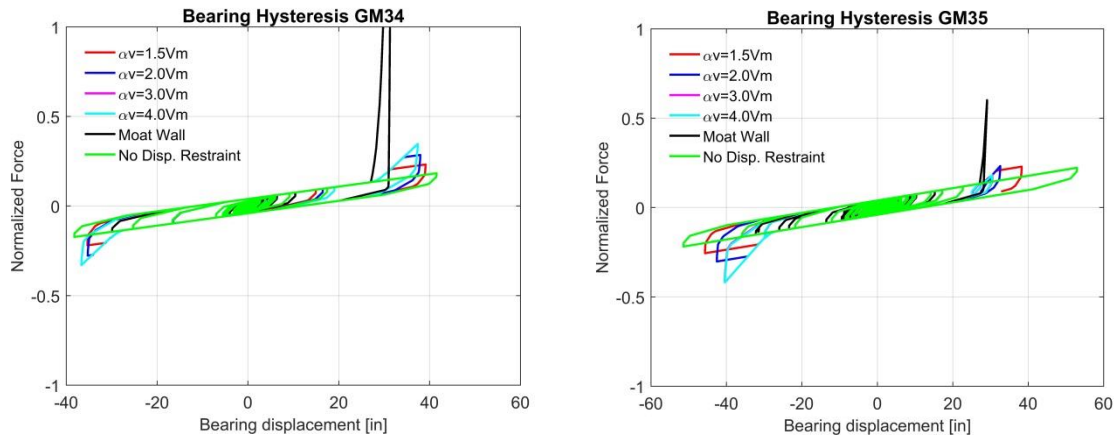 Bearing Hysteresis GM34
1
0.5
0
-0.5
-1
Normalized Force
αv=1.5Vm
αv=2.0Vm
αv=3.0Vm
αv=4.0Vm
Moat Wall
No Disp. Restraint
-40 -20 0 20 40 60
Bearing displacement [in]
Bearing Hysteresis GM35
1
0.5
0
-0.5
-1
Normalized Force
αv=1.5Vm
αv=2.0Vm
αv=3.0Vm
αv=4.0Vm
Moat Wall
No Disp. Restraint
-60 -40 -20 0 20 40 60
Bearing displacement [in]